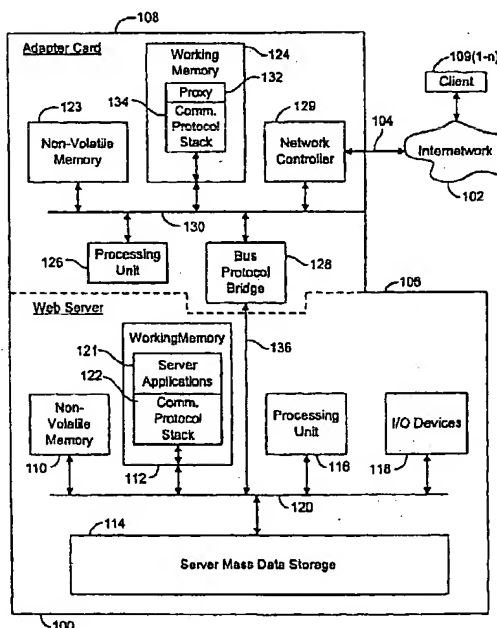 108
Adapter Card
124
Working
Memory
132
Proxy
134
Comm.
Protocol
Stack
123
Non-Volatile
Memory
129
Network
Controller
109(1-n)
Client
104
Internetwork
102
130
Processing
Unit
126
Bus
Protocol
Bridge
128
106
Web Server
136
WorkingMemory
121
Server
Applications
122
Comm.
Protocol
Stack
Non-
Volatile
Memory
110
112
Processing
Unit
116
I/O Devices
118
120
114
Server Mass Data Storage
100